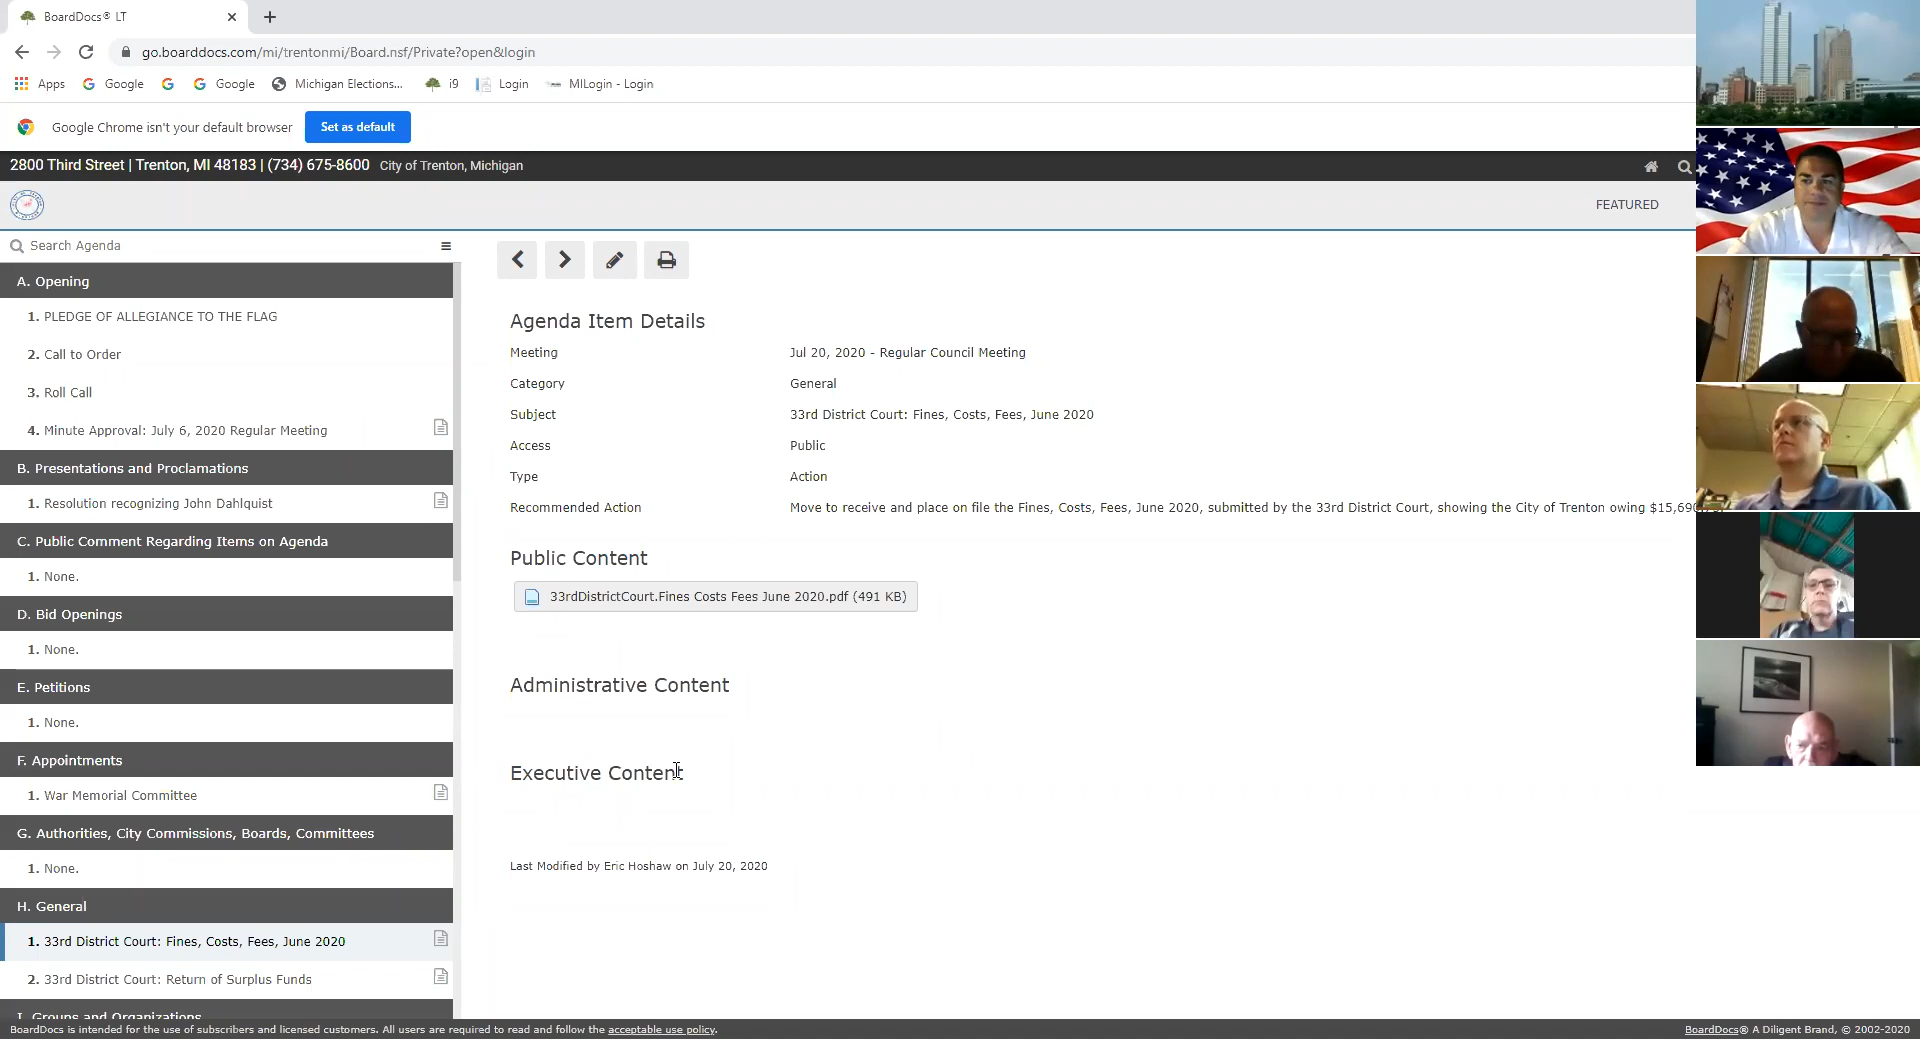 BoardDocs® LT
go.boarddocs.com/mi/trentonmi/Board.nsf/Private?open&login
Apps Google G Google Michigan Elections... i9 Login MILogin - Login
Google Chrome isn't your default browser Set as default
2800 Third Street | Trenton, MI 48183 | (734) 675-8600 City of Trenton, Michigan
FEATURED
Search Agenda
A. Opening
1. PLEDGE OF ALLEGIANCE TO THE FLAG
2. Call to Order
3. Roll Call
4. Minute Approval: July 6, 2020 Regular Meeting
B. Presentations and Proclamations
1. Resolution recognizing John Dahlquist
C. Public Comment Regarding Items on Agenda
1. None.
D. Bid Openings
1. None.
E. Petitions
1. None.
F. Appointments
1. War Memorial Committee
G. Authorities, City Commissions, Boards, Committees
1. None.
H. General
1. 33rd District Court: Fines, Costs, Fees, June 2020
2. 33rd District Court: Return of Surplus Funds
I. Groups and Organizations
Agenda Item Details
Meeting Jul 20, 2020 - Regular Council Meeting
Category General
Subject 33rd District Court: Fines, Costs, Fees, June 2020
Access Public
Type Action
Recommended Action Move to receive and place on file the Fines, Costs, Fees, June 2020, submitted by the 33rd District Court, showing the City of Trenton owing $15,690
Public Content
33rdDistrictCourt.Fines Costs Fees June 2020.pdf (491 KB)
Administrative Content
Executive Content
Last Modified by Eric Hoshaw on July 20, 2020
BoardDocs is intended for the use of subscribers and licensed customers. All users are required to read and follow the acceptable use policy.
BoardDocs® A Diligent Brand, © 2002-2020